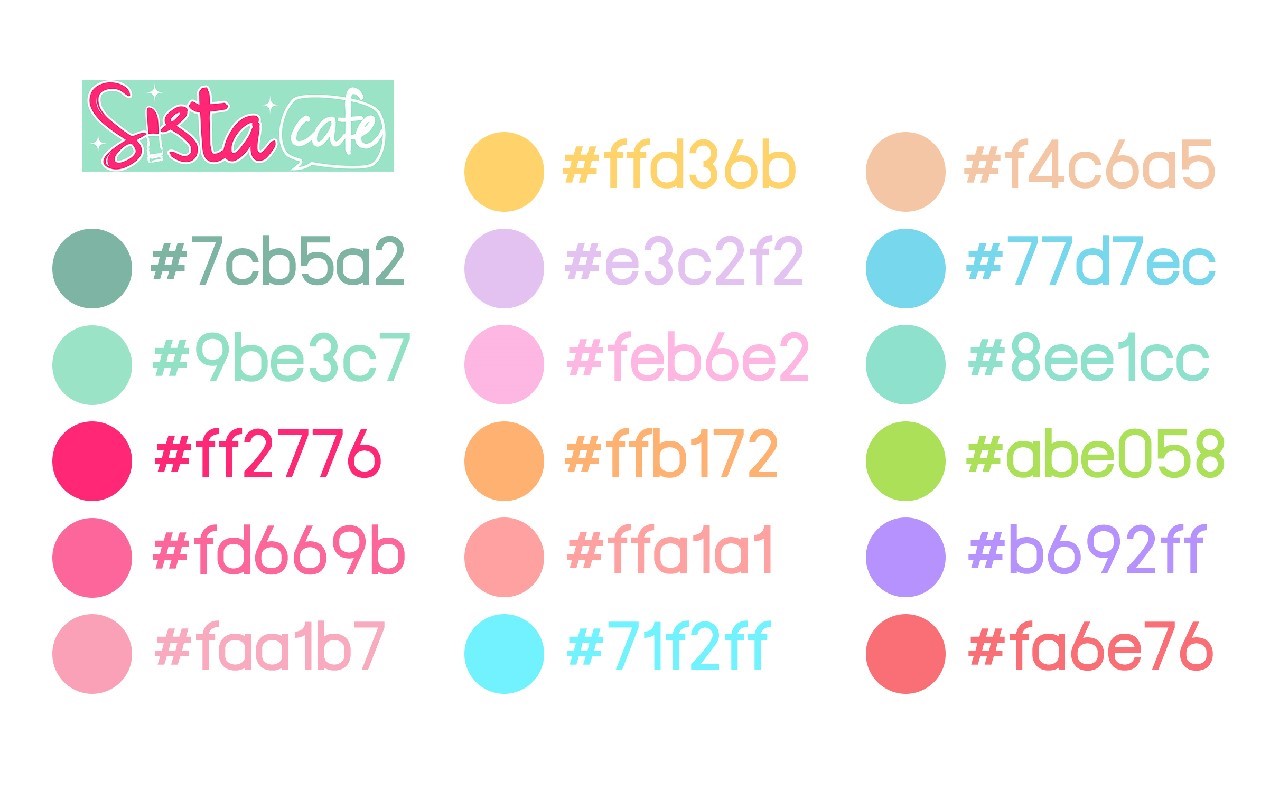 Sista cafe
#7cb5a2
#9be3c7
#ff2776
#fd669b
#faa1b7
#ffd36b
#e3c2f2
#feb6e2
#ffb172
#ffa1a1
#71f2ff
#f4c6a5
#77d7ec
#8ee1cc
#abe058
#b692ff
#fa6e76